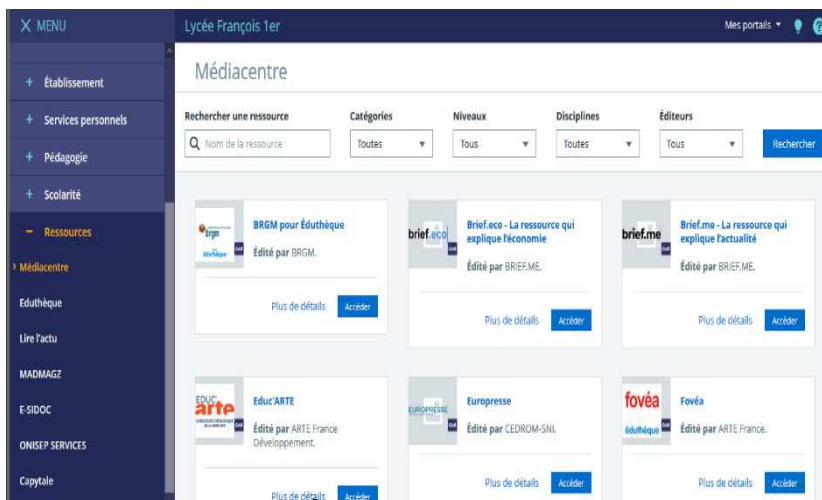 MENU
Lycée François 1er
Mes portails
Établissement
Services personnels
Pédagogie
Scolarité
Ressources
Médiacentre
Eduthèque
Lire l'actu
MADMAGZ
E-SIDOC
ONISEP SERVICES
Capytale
Médiacentre
Rechercher une ressource
Catégories
Niveaux
Disciplines
Éditeurs
Nom de la ressource
Toutes
Tous
Toutes
Tous
Rechercher
brgm
éduthèque
BRGM pour Éduthèque
Édité par BRGM.
Plus de détails
Accéder
brief.eco
Brief.eco - La ressource qui
explique l'économie
Édité par BRIEF.ME.
Plus de détails
Accéder
brief.me
Brief.me - La ressource qui
explique l'actualité
Édité par BRIEF.ME.
Plus de détails
Accéder
EDUC'
arte
Educ'ARTE
Édité par ARTE France
Développement.
Plus de détails
Accéder
EUROPRESSE
Europresse
Édité par CEDROM-SNI.
Plus de détails
Accéder
fovéa
éduthèque
Fovéa
Édité par ARTE France.
Plus de détails
Accéder